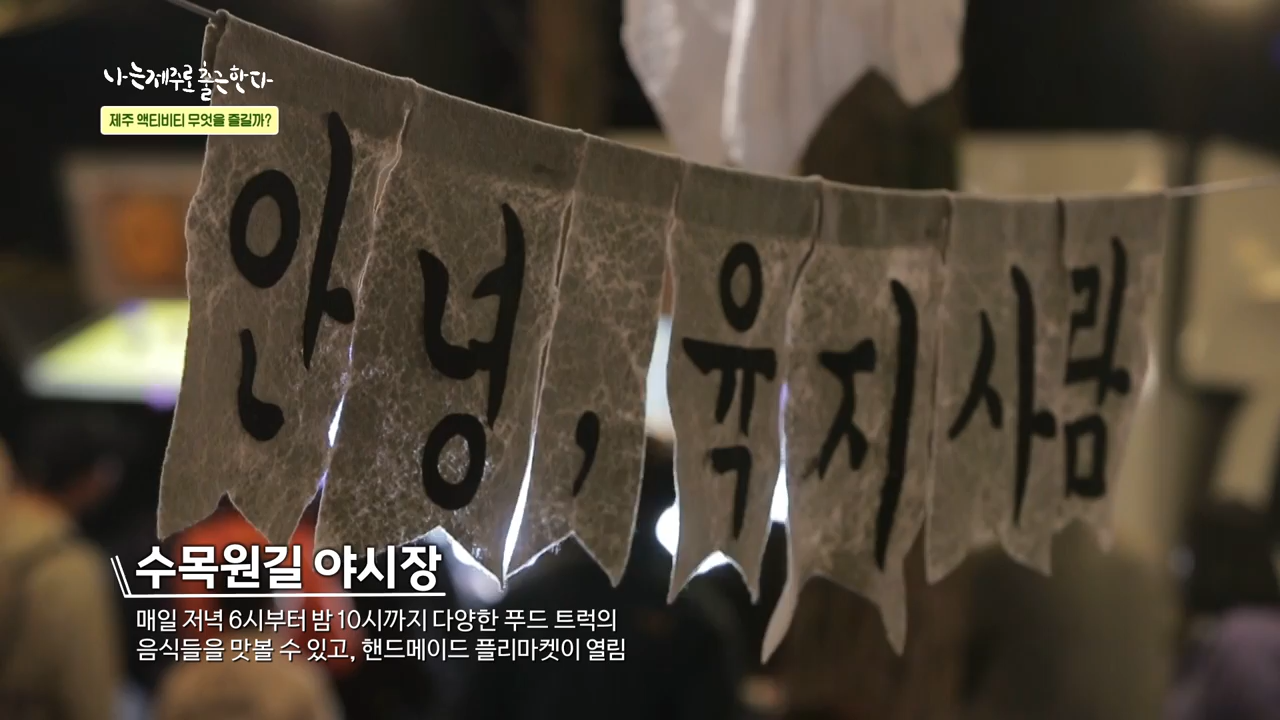 나는 제주로 출근한다
제주 액티비티 무엇을 즐길까?
안녕, 육지사람
수목원길 야시장
매일 저녁 6시부터 밤 10시까지 다양한 푸드 트럭의
음식들을 맛볼 수 있고, 핸드메이드 플리마켓이 열림